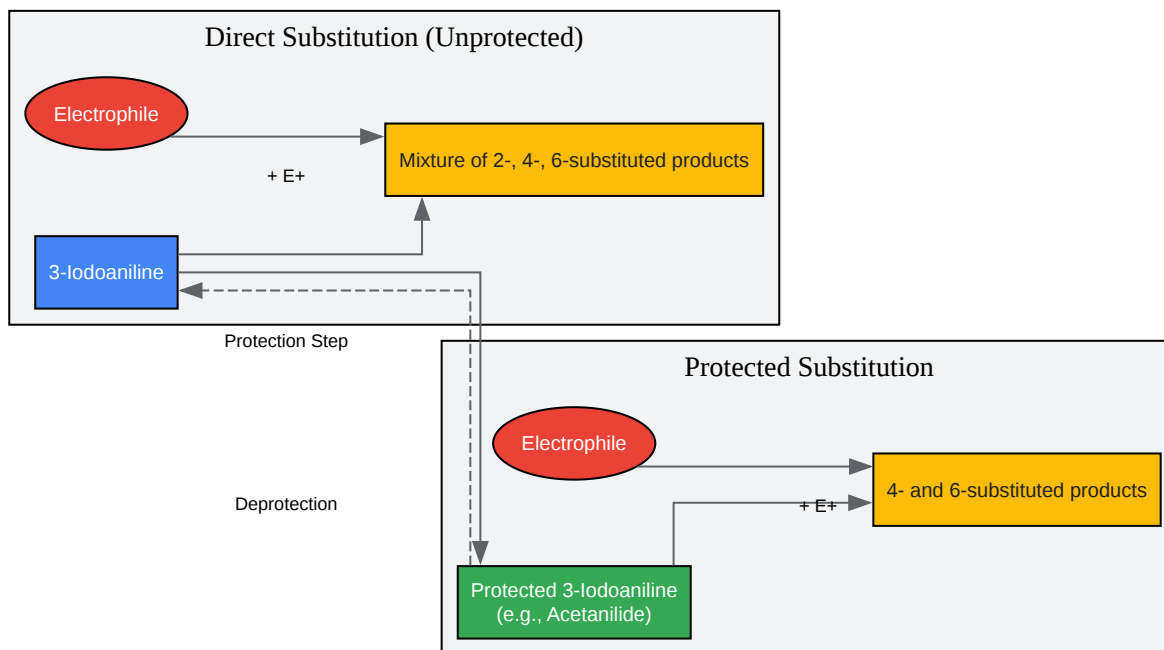 Direct Substitution (Unprotected)
Electrophile
Mixture of 2-, 4-, 6-substituted products
+ E+
3-Iodoaniline
Protection Step
Protected Substitution
Electrophile
4- and 6-substituted products
+ E+
Deprotection
Protected 3-Iodoaniline
(e.g., Acetanilide)